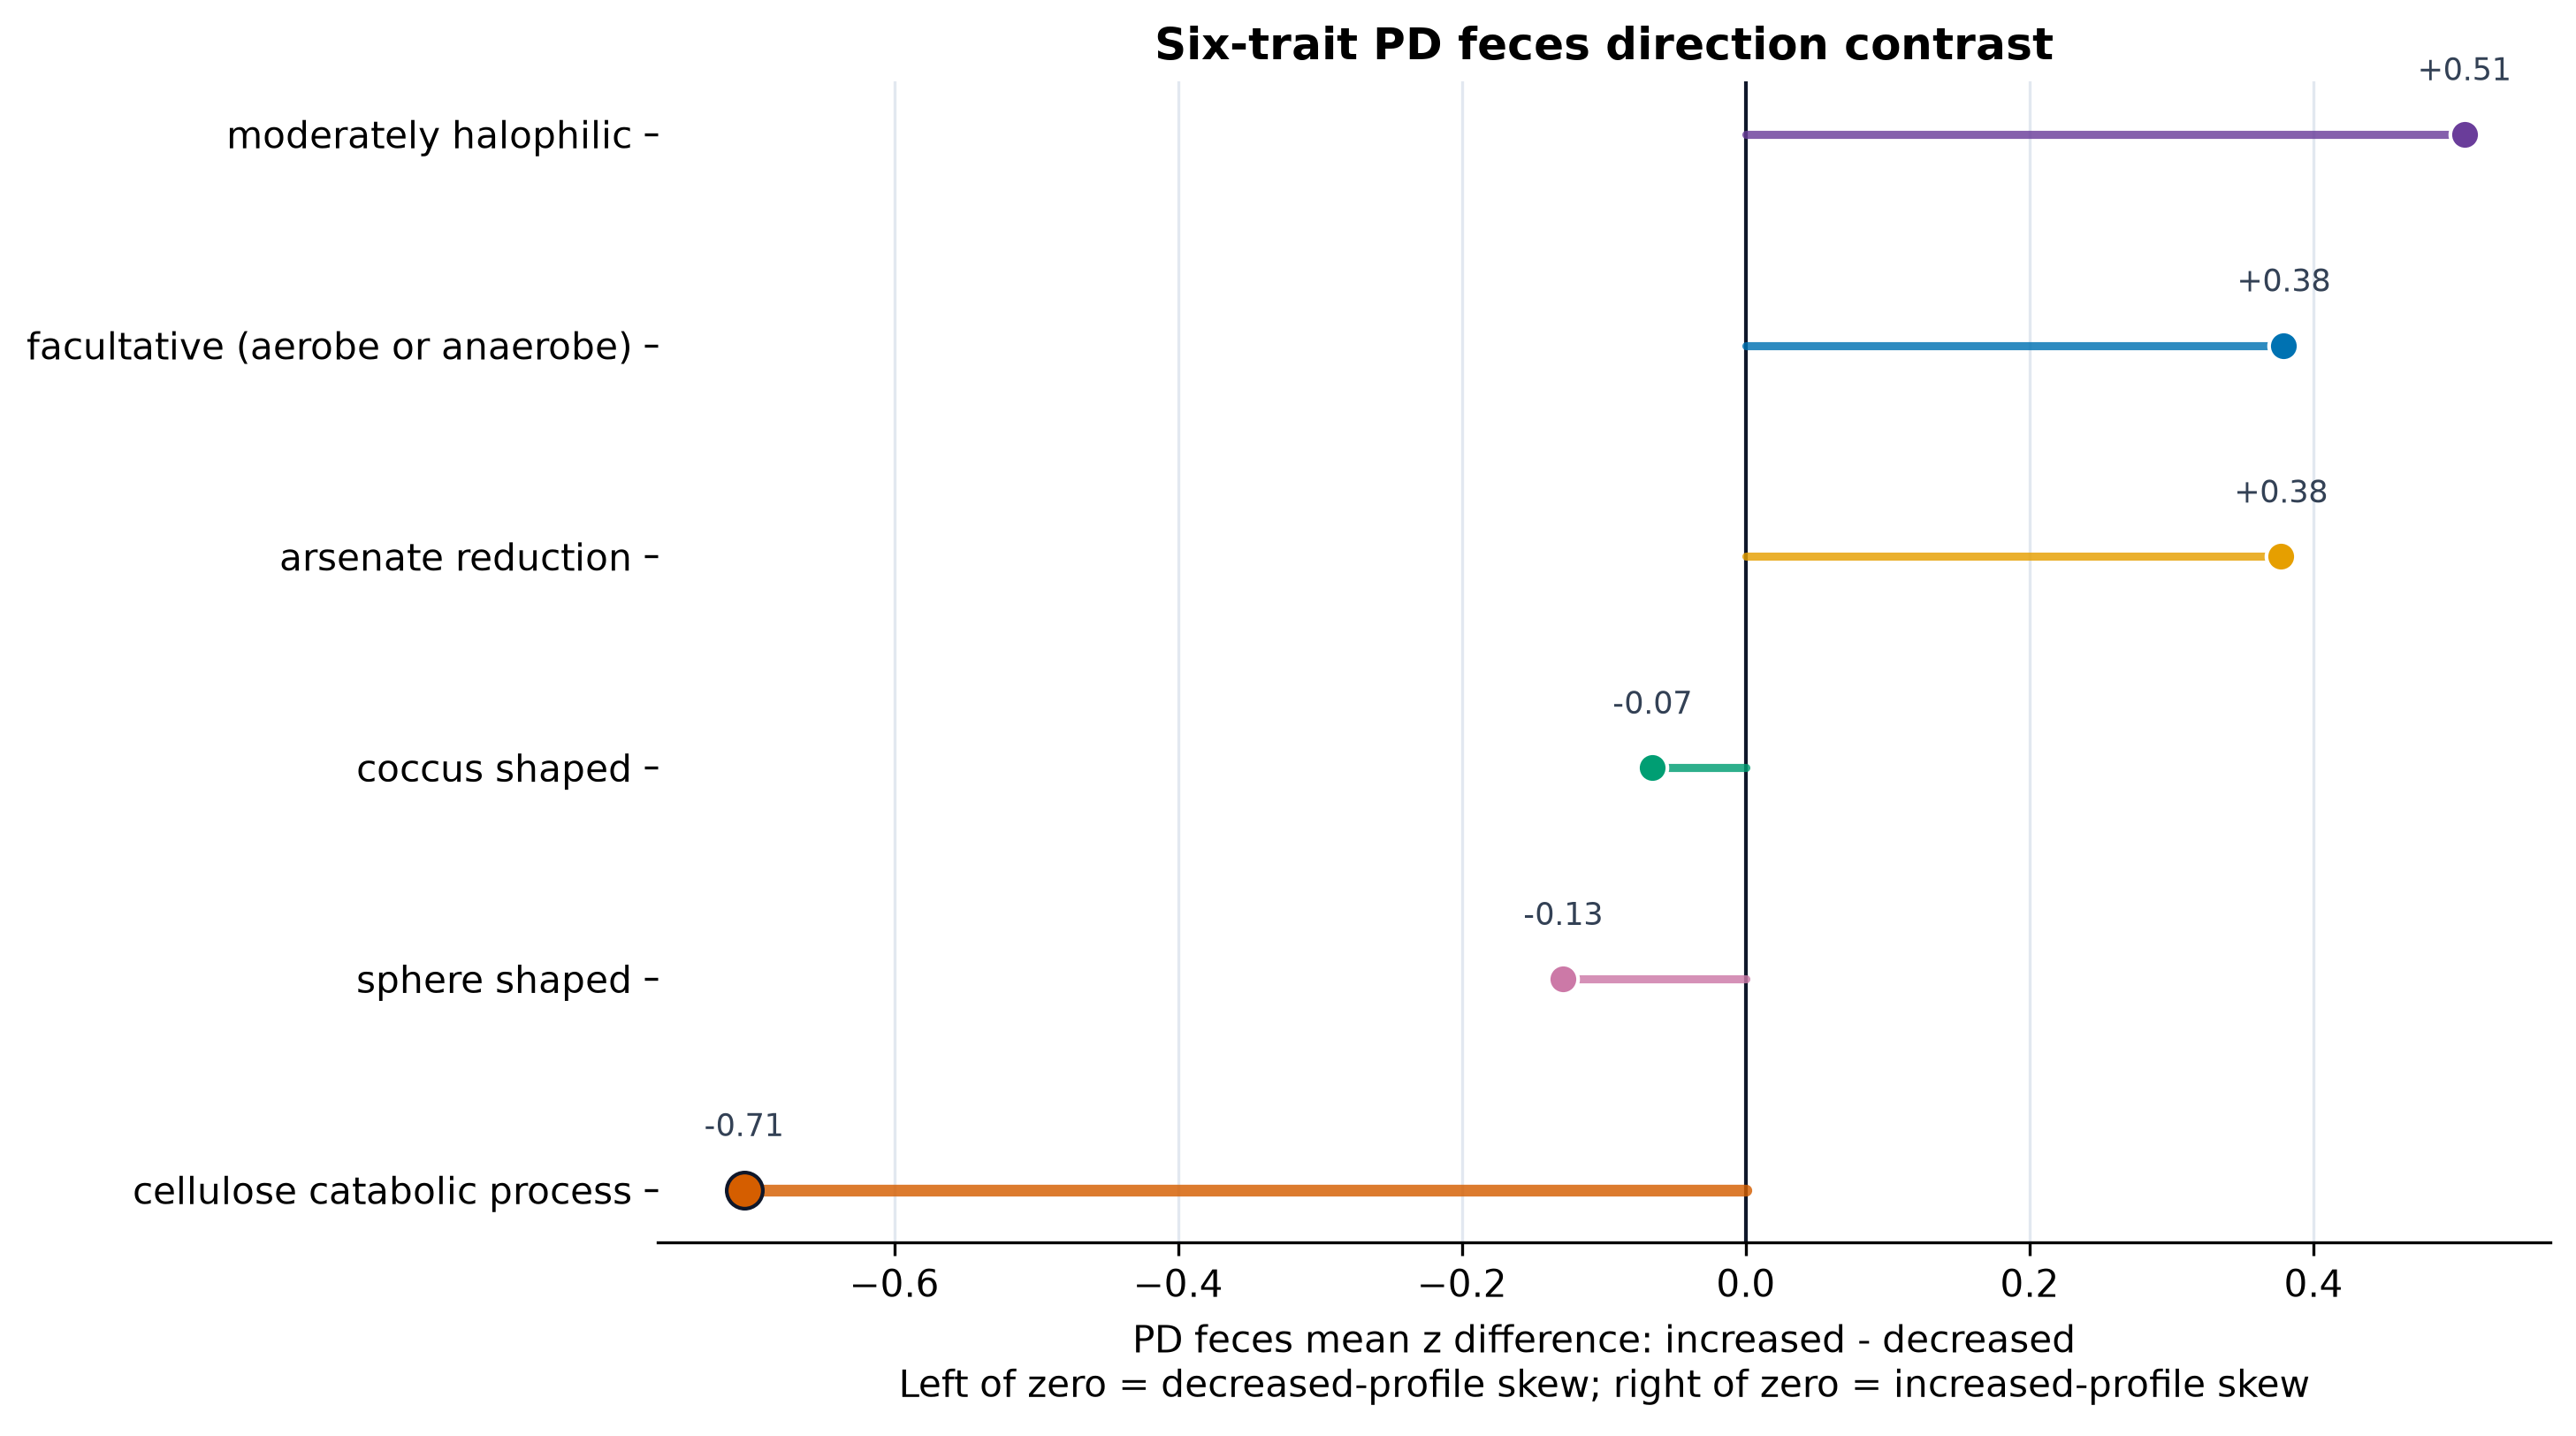 Six-trait PD feces direction contrast
+0.51
moderately halophilic
+0.38
facultative (aerobe or anaerobe)
+0.38
arsenate reduction
-0.07
coccus shaped
-0.13
sphere shaped
-0.71
cellulose catabolic process
−0.6 −0.4 −0.2 0.0 0.2 0.4
PD feces mean z difference: increased - decreased
Left of zero = decreased-profile skew; right of zero = increased-profile skew